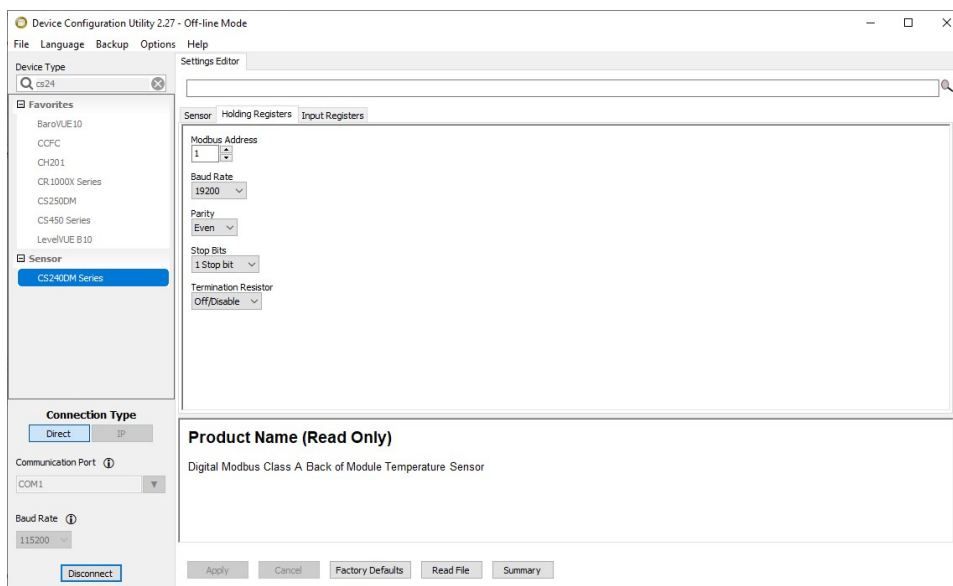 Device Configuration Utility 2.27 - Off-line Mode
File Language Backup Options Help
Device Type
cs24
Favorites
BaroVUE10
CCFC
CH201
CR1000X Series
CS250DM
CS450 Series
LevelVUE B10
Sensor
CS240DM Series
Connection Type
Direct IP
Communication Port
COM1
Baud Rate
115200
Disconnect
Settings Editor
Sensor Holding Registers Input Registers
Modbus Address
1
Baud Rate
19200
Parity
Even
Stop Bits
1 Stop bit
Termination Resistor
Off/Disable
Product Name (Read Only)
Digital Modbus Class A Back of Module Temperature Sensor
Apply Cancel Factory Defaults Read File Summary